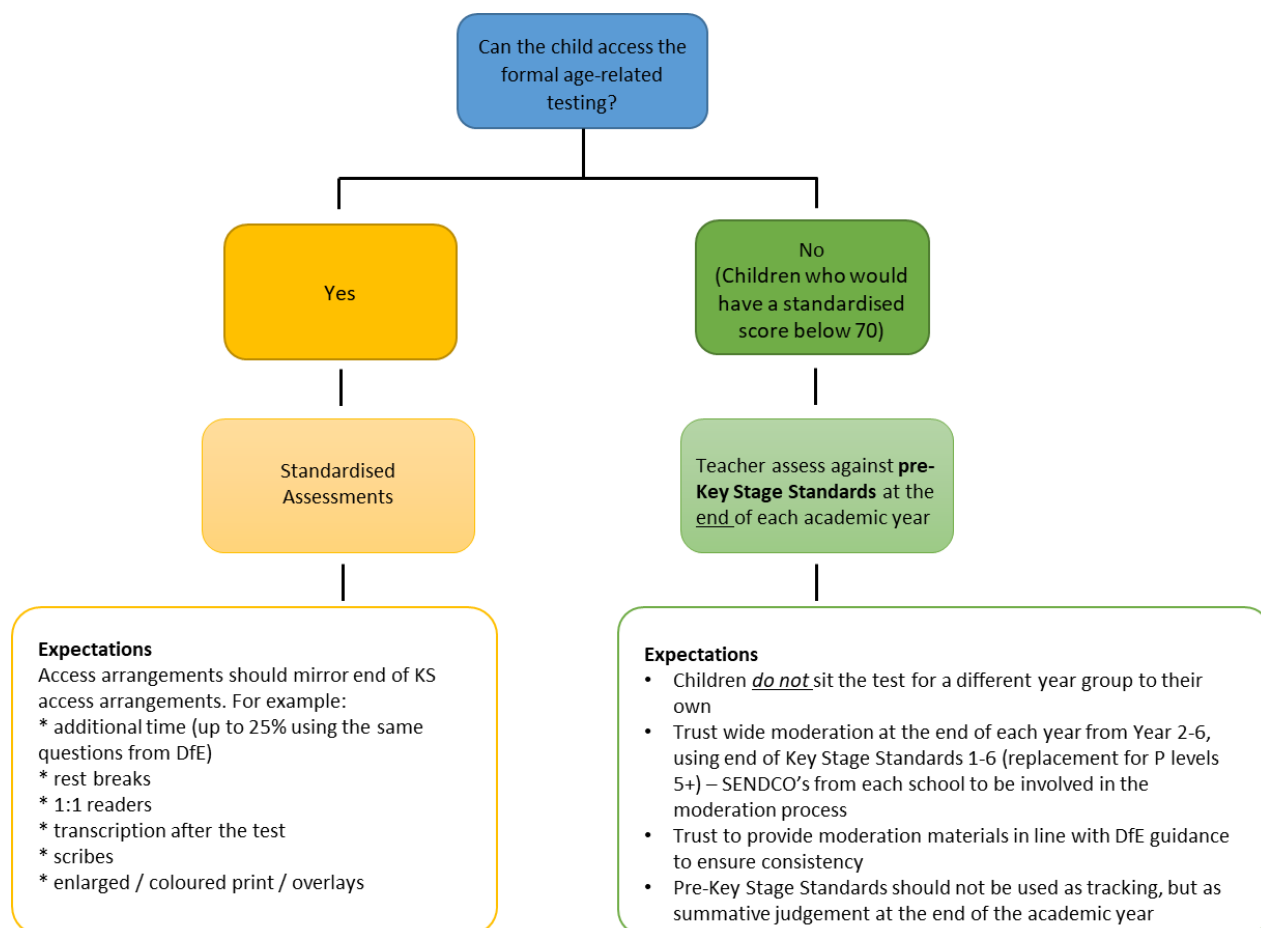 Can the child access the
formal age-related
testing?
Yes
No
(Children who would
have a standardised
score below 70)
Standardised
Assessments
Teacher assess against pre-
Key Stage Standards at the
end of each academic year
Expectations
Access arrangements should mirror end of KS
access arrangements. For example:
* additional time (up to 25% using the same
questions from DfE)
* rest breaks
* 1:1 readers
* transcription after the test
* scribes
* enlarged / coloured print / overlays
Expectations
• Children do not sit the test for a different year group to their
own
• Trust wide moderation at the end of each year from Year 2-6,
using end of Key Stage Standards 1-6 (replacement for P levels
5+) – SENDCO's from each school to be involved in the
moderation process
• Trust to provide moderation materials in line with DfE guidance
to ensure consistency
• Pre-Key Stage Standards should not be used as tracking, but as
summative judgement at the end of the academic year